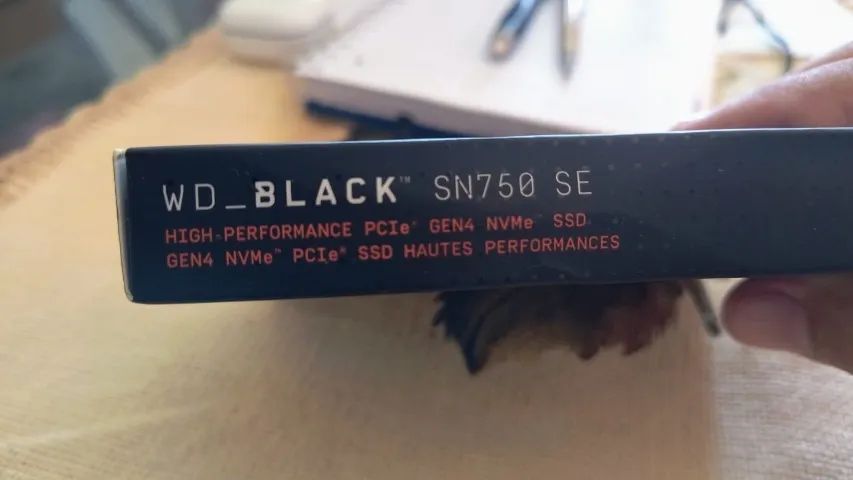 WD_BLACK™ SN750 SE
HIGH-PERFORMANCE PCIe® GEN4 NVMe™ SSD
GEN4 NVMe™ PCIe® SSD HAUTES PERFORMANCES